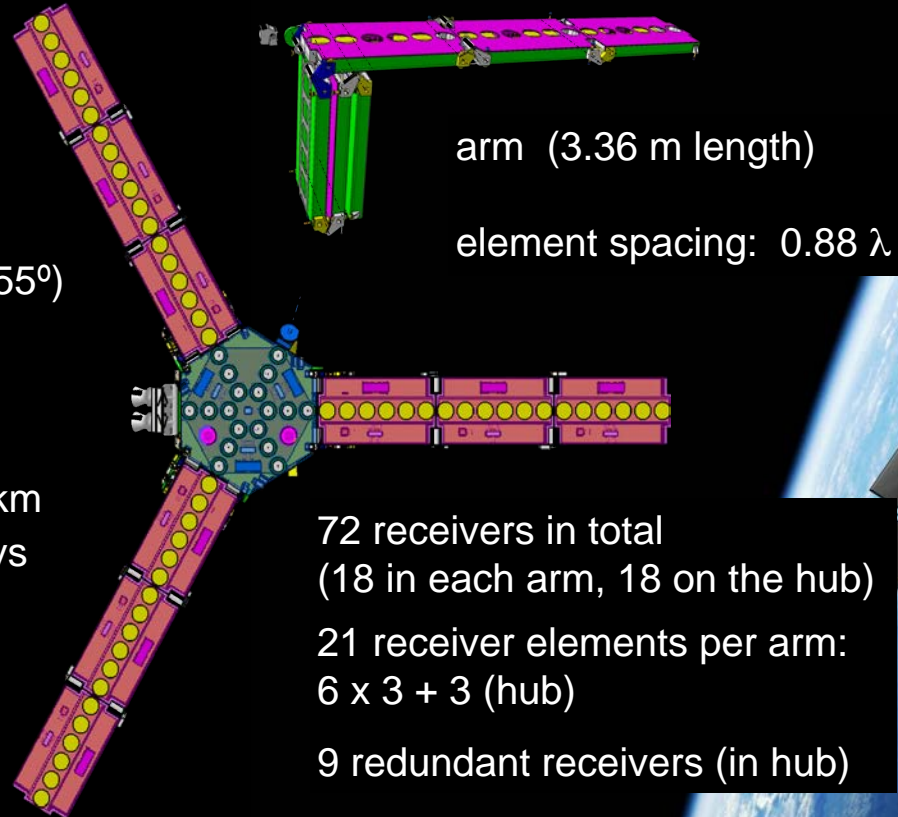 arm (3.36 m length)
element spacing: 0.88 λ
55º)
km
72 receivers in total
(18 in each arm, 18 on the hub)
21 receiver elements per arm:
6 x 3 + 3 (hub)
9 redundant receivers (in hub)